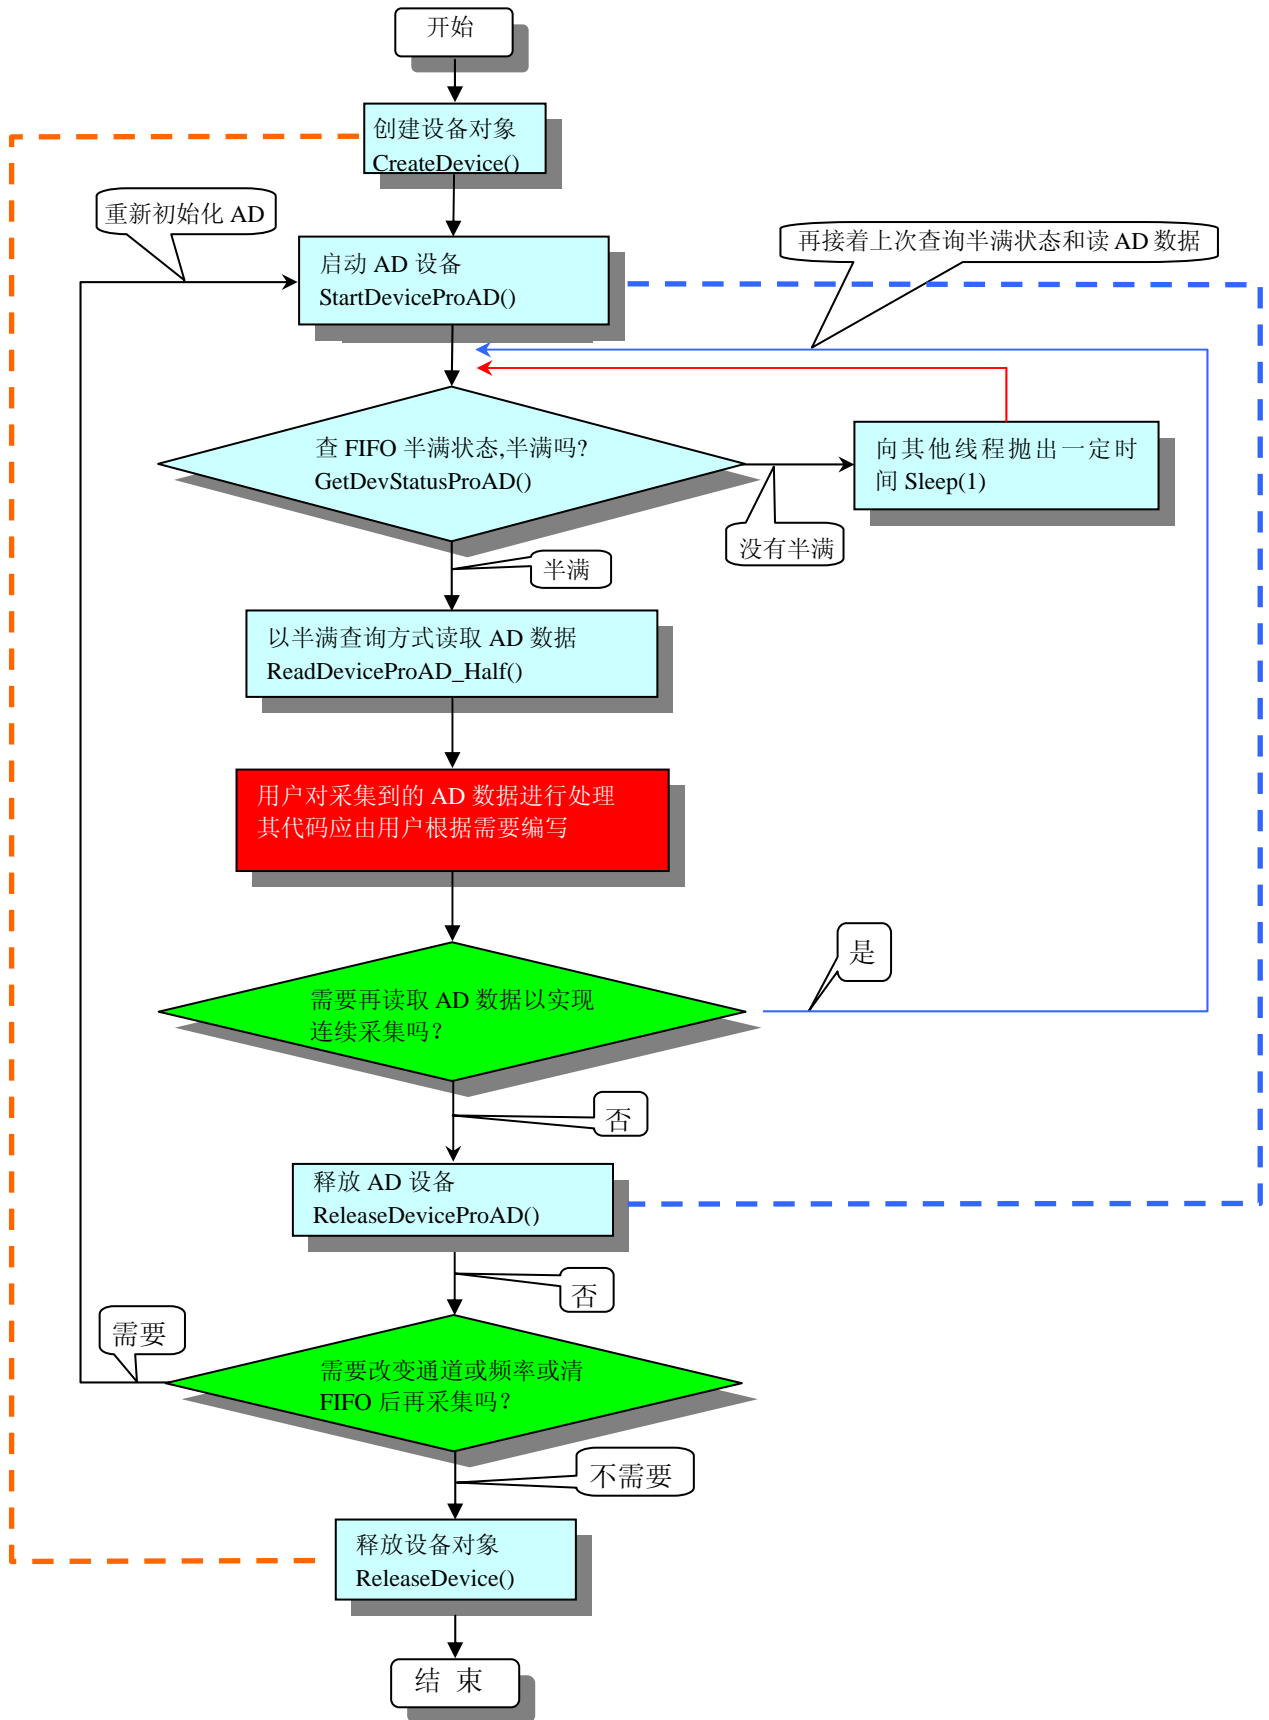 开始
创建设备对象
CreateDevice()
重新初始化 AD
再接着上次查询半满状态和读 AD 数据
启动 AD 设备
StartDeviceProAD()
查 FIFO 半满状态,半满吗?
GetDevStatusProAD()
向其他线程抛出一定时
间 Sleep(1)
没有半满
半满
以半满查询方式读取 AD 数据
ReadDeviceProAD_Half()
用户对采集到的 AD 数据进行处理
其代码应由用户根据需要编写
是
需要再读取 AD 数据以实现
连续采集吗？
否
释放 AD 设备
ReleaseDeviceProAD()
否
需要
需要改变通道或频率或清
FIFO 后再采集吗？
不需要
释放设备对象
ReleaseDevice()
结 束